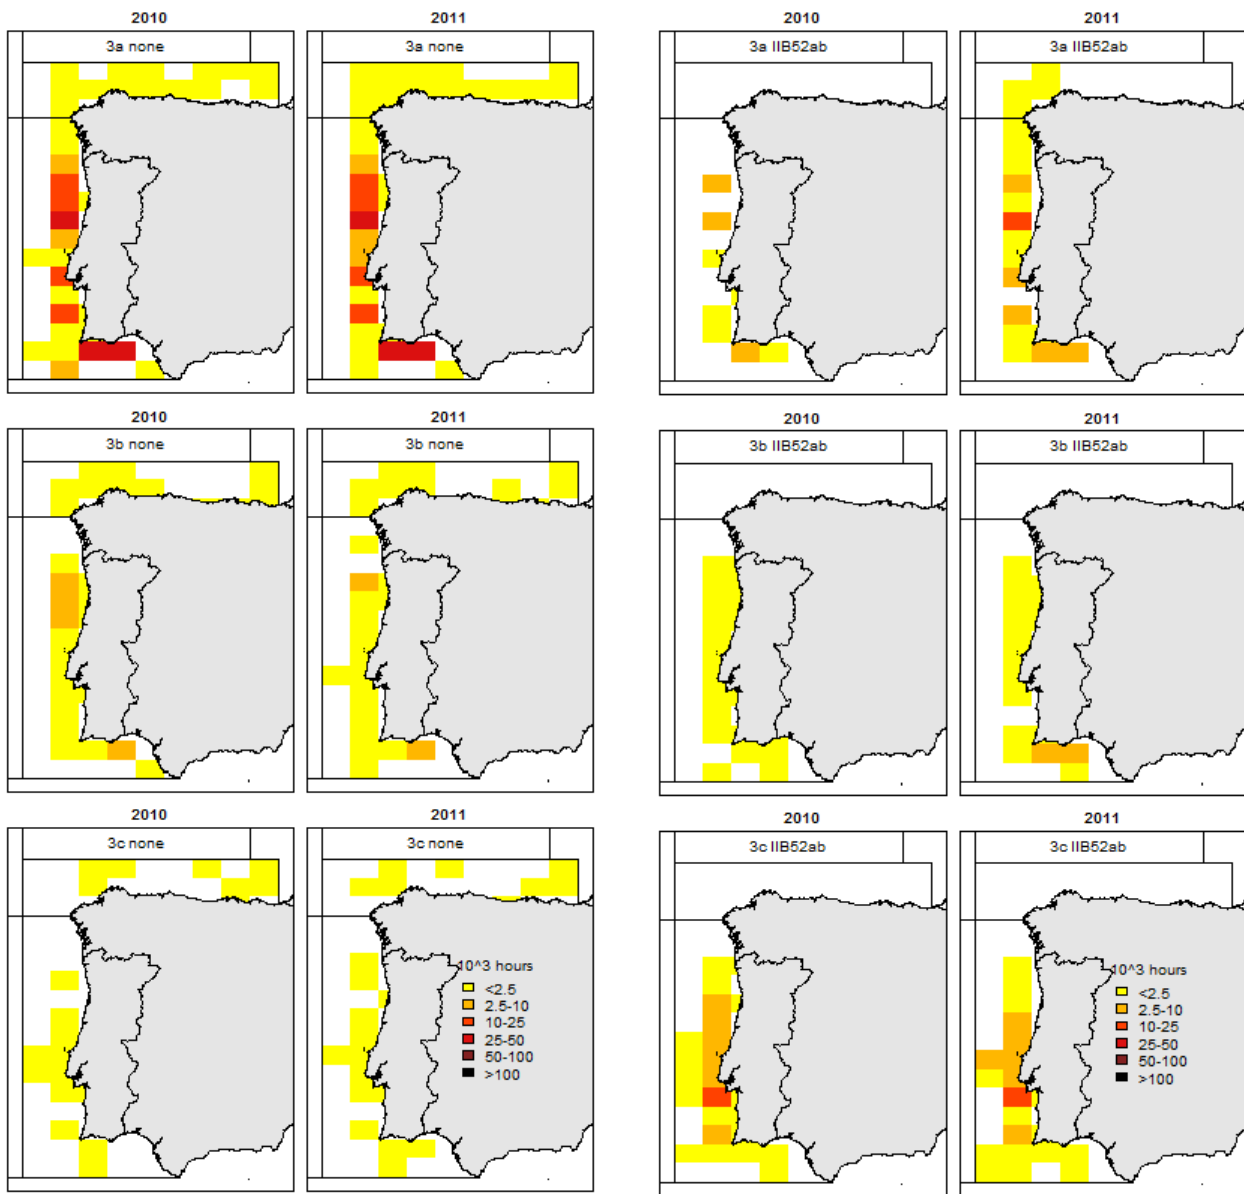 2010 2011 2010 2011
3a none 3a none 3a IIB52ab 3a IIB52ab
2010 2011 2010 2011
3b none 3b none 3b IIB52ab 3b IIB52ab
2010 2011 2010 2011
3c none 3c none 3c IIB52ab 3c IIB52ab
10^3 hours 10^3 hours
<2.5 <2.5
2.5-10 2.5-10
10-25 10-25
25-50 25-50
50-100 50-100
>100 >100